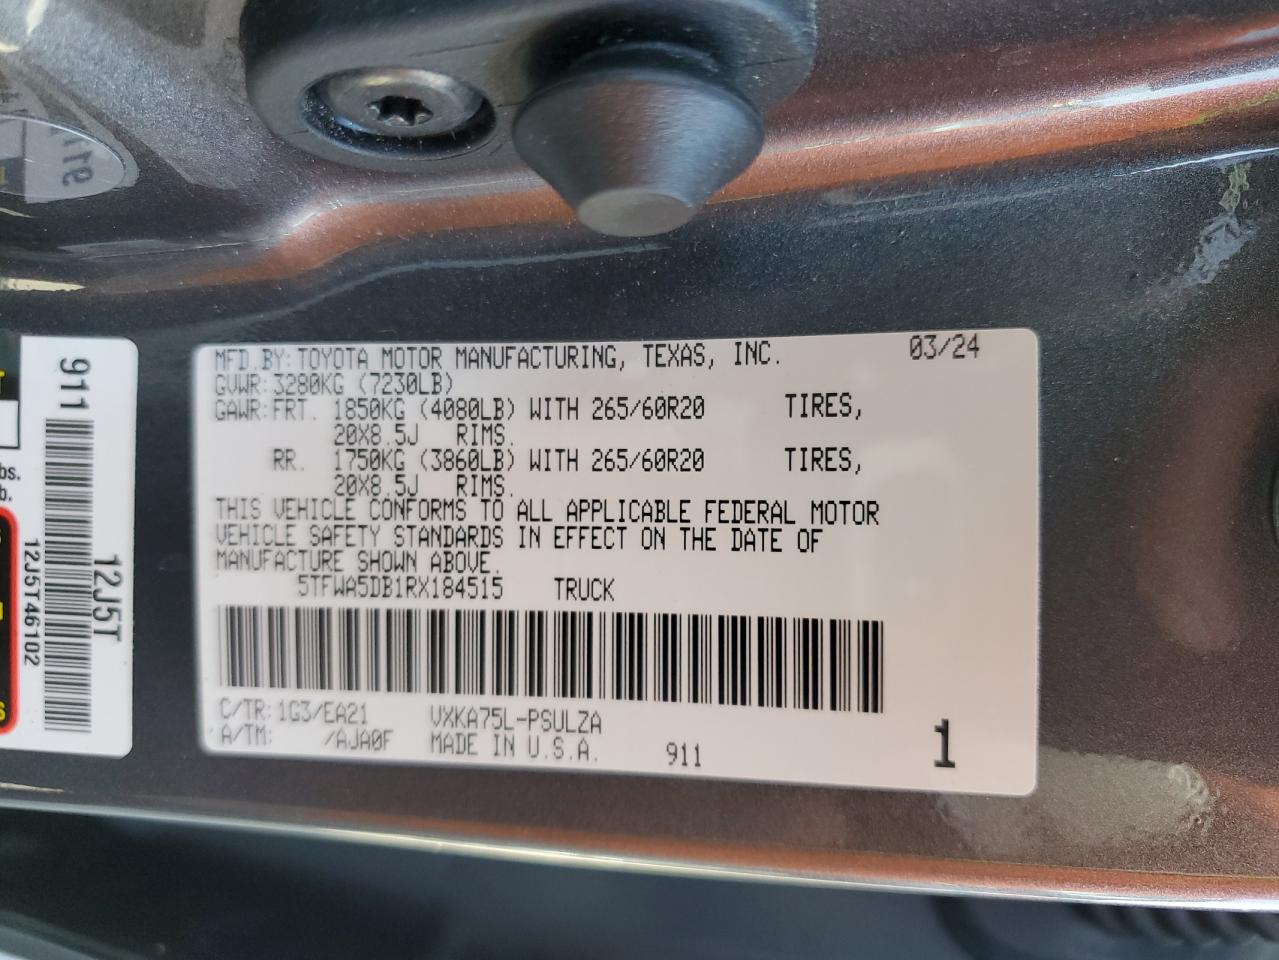 MFD.BY:TOYOTA MOTOR MANUFACTURING, TEXAS, INC. 03/24
GVWR:3280KG (7230LB)
GAWR:FRT. 1850KG (4080LB) WITH 265/60R20 TIRES,
20X8.5J RIMS.
RR. 1750KG (3860LB) WITH 265/60R20 TIRES,
20X8.5J RIMS.
THIS VEHICLE CONFORMS TO ALL APPLICABLE FEDERAL MOTOR
VEHICLE SAFETY STANDARDS IN EFFECT ON THE DATE OF
MANUFACTURE SHOWN ABOVE.
5TFWA5DB1RX184515 TRUCK
C/TR:1G3/EA21 VXKA75L-PSULZA
A/TM: /AJA0F MADE IN U.S.A. 911 1
911
12J5T
12J5T46102
bs.
b.